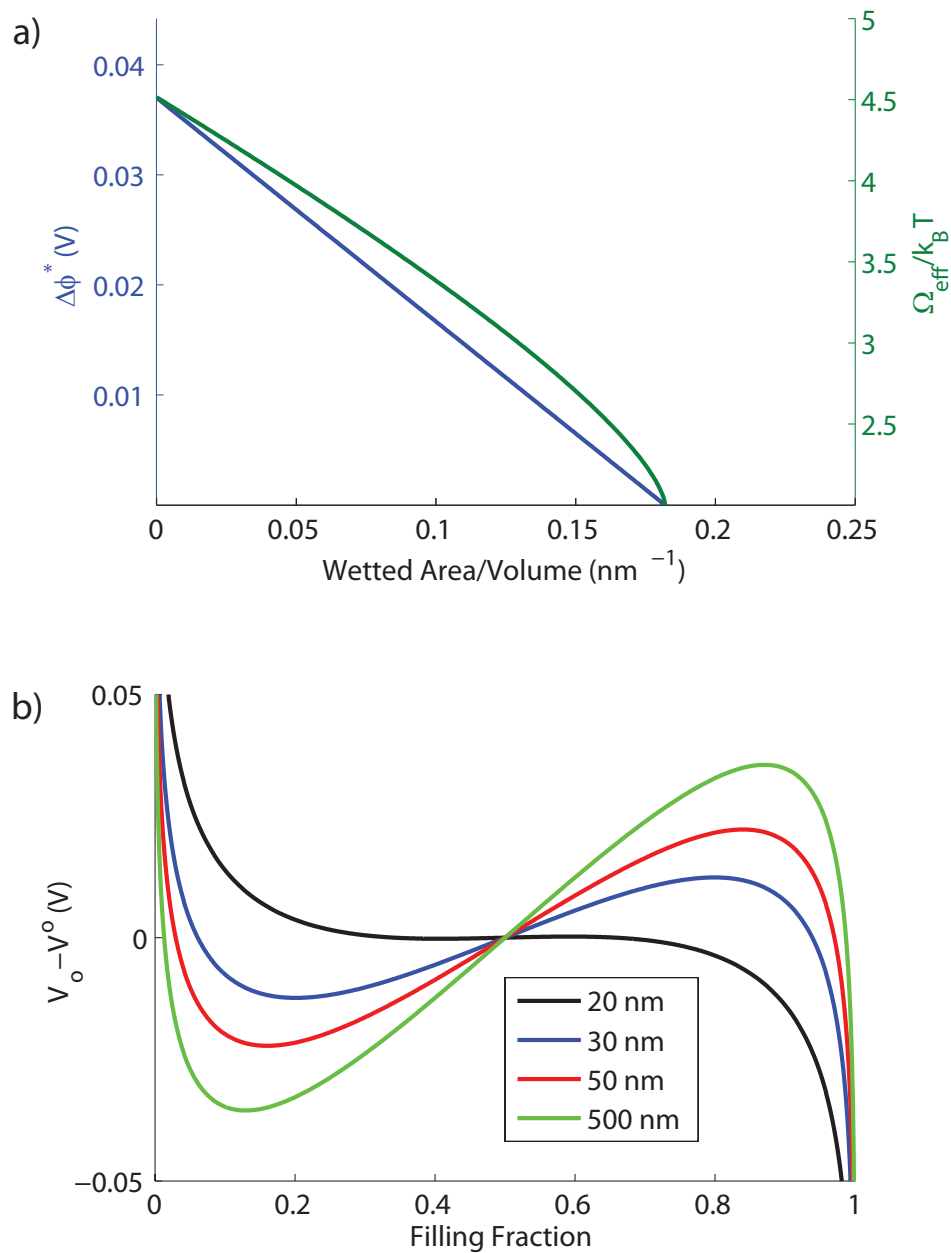 a)
5
0.04
4.5
4
0.03
Δϕ* (V)
3.5
Ω_eff/k_B T
0.02
3
0.01
2.5
0 0.05 0.1 0.15 0.2 0.25
Wetted Area/Volume (nm ⁻¹)
b)
0.05
V_o − V^o (V)
0
20 nm
30 nm
50 nm
500 nm
−0.05
0 0.2 0.4 0.6 0.8 1
Filling Fraction